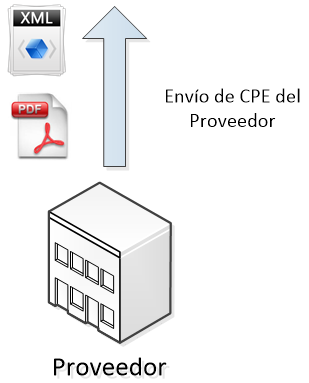 XML
Envío de CPE del
Proveedor
PDF
Proveedor